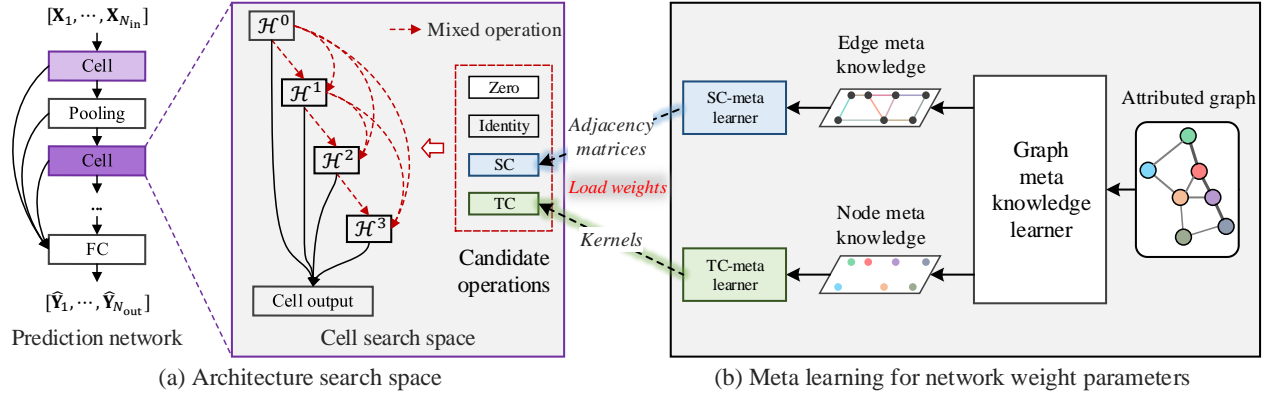 [X₁, ⋯, X_Nin]
Cell
Pooling
Cell
...
...
FC
[Ŷ₁, ⋯, Ŷ_Nout]
Prediction network
ℋ⁰
ℋ¹
ℋ²
ℋ³
Mixed operation
Cell output
Zero
Identity
SC
TC
Candidate
operations
Cell search space
(a) Architecture search space
Adjacency
matrices
Load weights
Kernels
SC-meta
learner
TC-meta
learner
Edge meta
knowledge
Node meta
knowledge
Graph
meta
knowledge
learner
Attributed graph
(b) Meta learning for network weight parameters